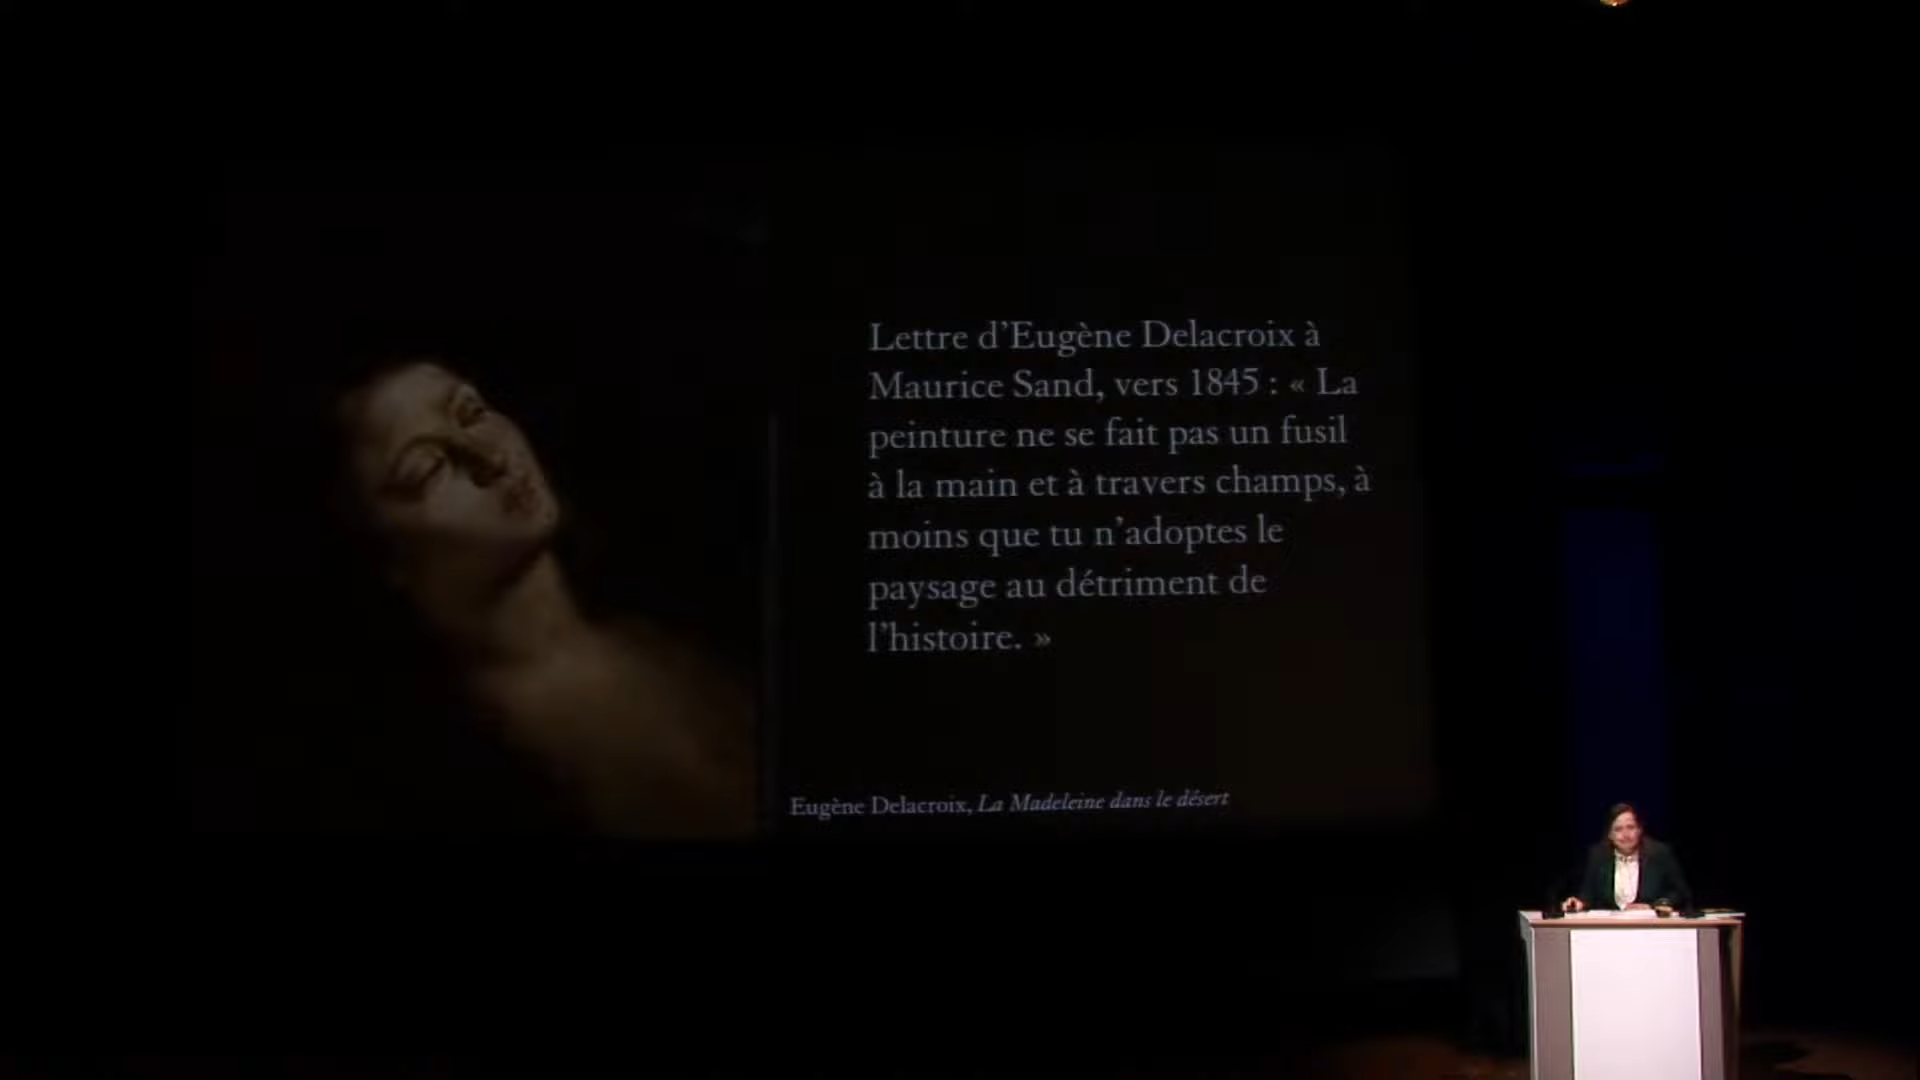 Lettre d’Eugène Delacroix à
Maurice Sand, vers 1845 : « La
peinture ne se fait pas un fusil
à la main et à travers champs, à
moins que tu n’adoptes le
paysage au détriment de
l’histoire. »
Eugène Delacroix, La Madeleine dans le désert